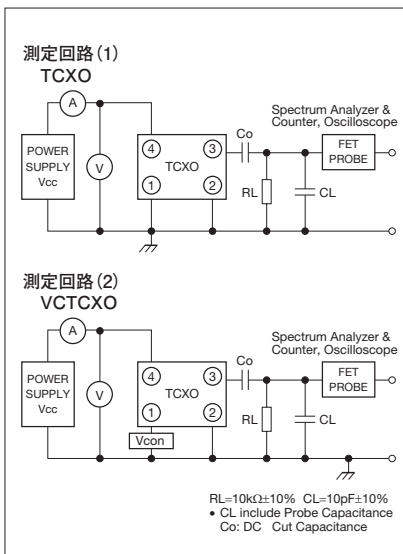 測定回路(1)
TCXO
A
Spectrum Analyzer &
Counter, Oscilloscope
POWER
SUPPLY
Vcc
V
④
③
TCXO
①
②
Co
RL
CL
FET
PROBE
測定回路(2)
VCTCXO
A
Spectrum Analyzer &
Counter, Oscilloscope
POWER
SUPPLY
Vcc
V
④
③
TCXO
①
②
Vcon
Co
RL
CL
FET
PROBE
RL=10kΩ±10% CL=10pF±10%
• CL include Probe Capacitance
Co: DC Cut Capacitance